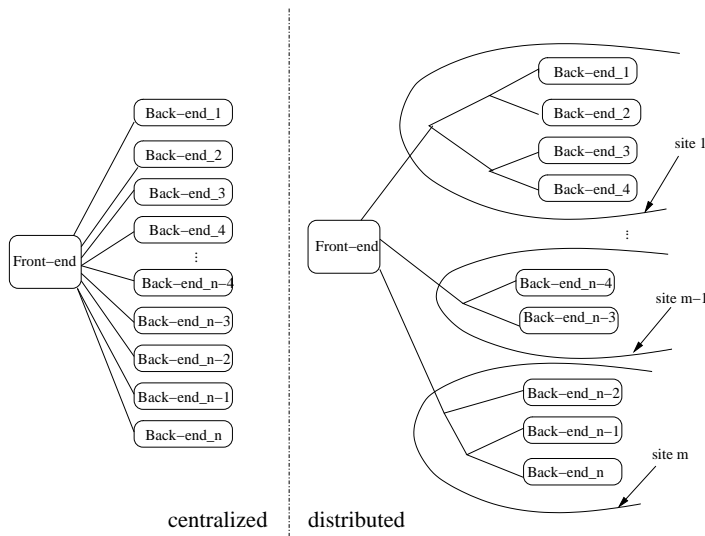 Back−end_1
Back−end_2
Back−end_3
Back−end_4
...
Front−end
Back−end_n−4
Back−end_n−3
Back−end_n−2
Back−end_n−1
Back−end_n
centralized
Back−end_1
Back−end_2
Back−end_3
Back−end_4
site 1
Front−end
...
Back−end_n−4
Back−end_n−3
site m−1
Back−end_n−2
Back−end_n−1
Back−end_n
site m
distributed